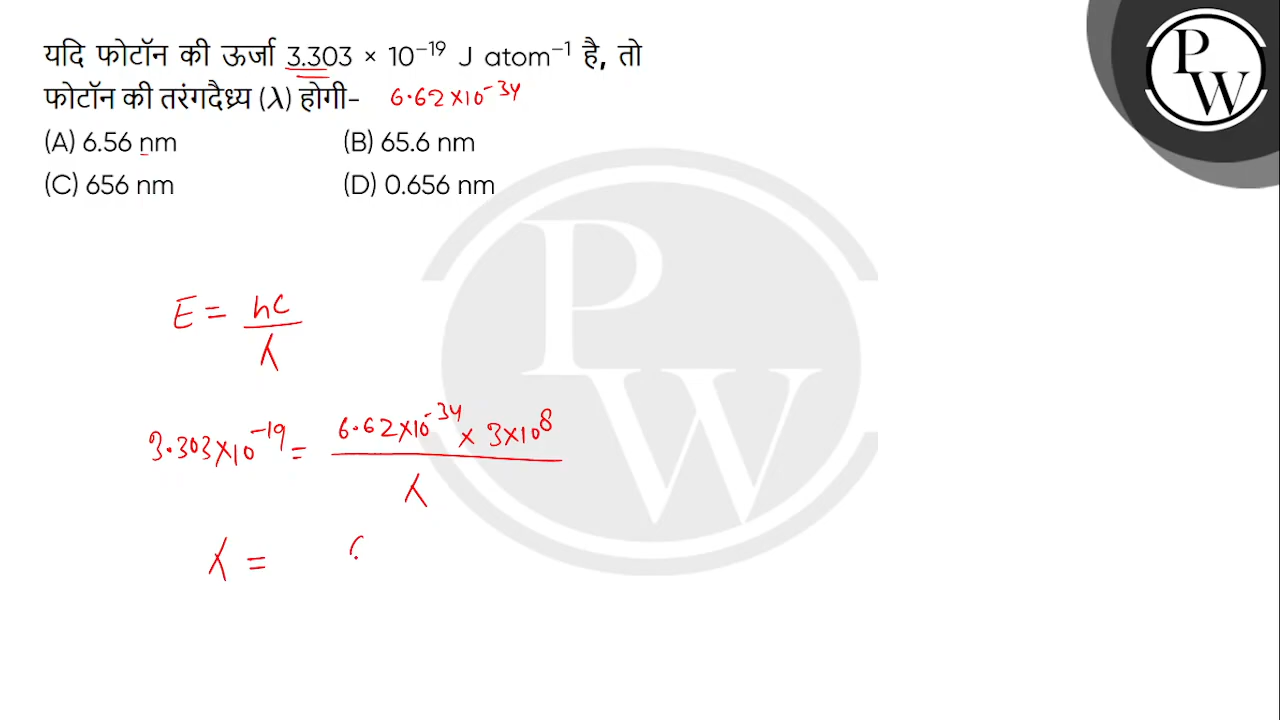 यदि फोटॉन की ऊर्जा 3.303 × 10⁻¹⁹ J atom⁻¹ है, तो
फोटॉन की तरंगदैध्र्य (λ) होगी- 6.62×10⁻³⁴
(A) 6.56 nm (B) 65.6 nm
(C) 656 nm (D) 0.656 nm
E = hc/λ
3.303×10⁻¹⁹ = 6.62×10⁻³⁴ × 3×10⁸/λ
λ =
P
W
P
W